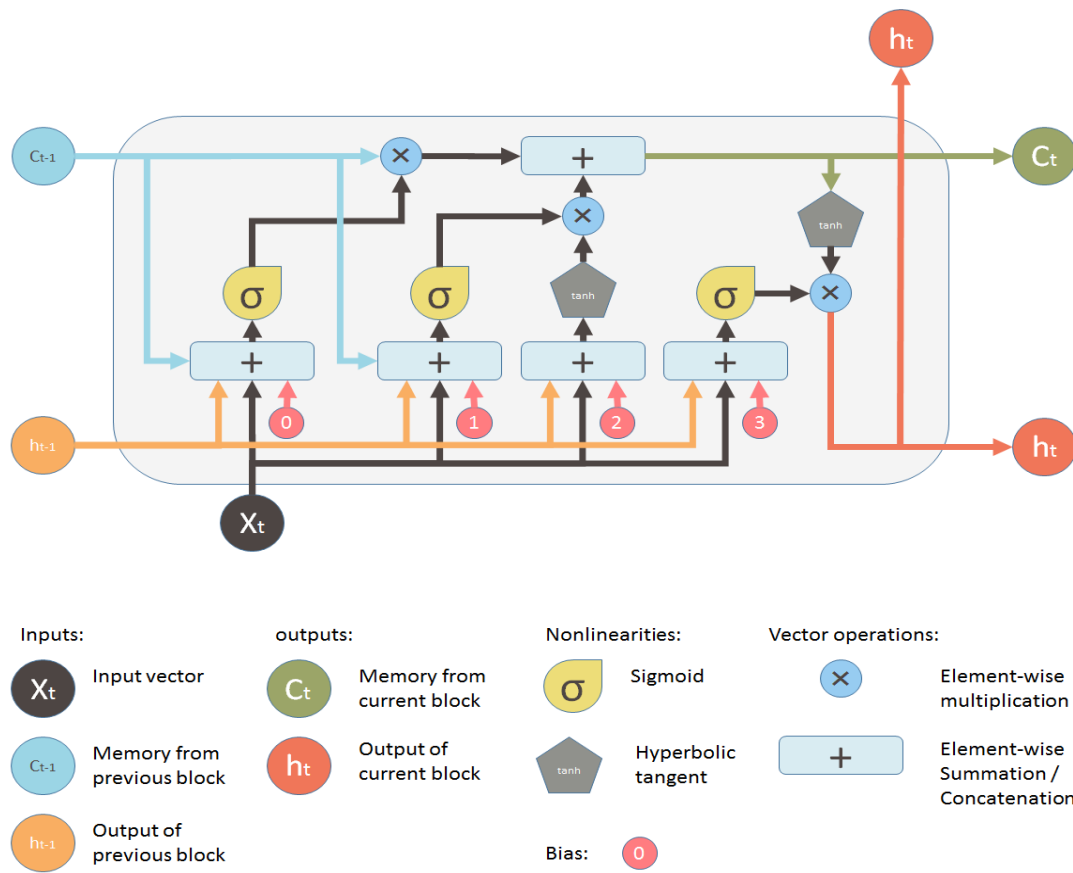 ht
Ct-1
×
+
Ct
×
tanh
σ
σ
tanh
σ
×
+
+
+
+
0
1
2
3
ht-1
ht
Xt
Inputs:
outputs:
Nonlinearities:
Vector operations:
Xt
Input vector
Ct
Memory from
current block
σ
Sigmoid
×
Element-wise
multiplication
Ct-1
Memory from
previous block
ht
Output of
current block
tanh
Hyperbolic
tangent
+
Element-wise
Summation /
Concatenation
ht-1
Output of
previous block
Bias:
0